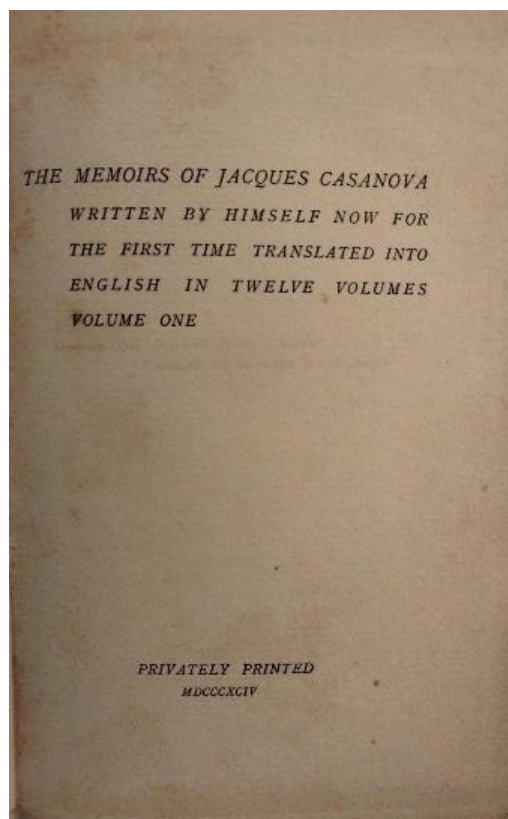 THE MEMOIRS OF JACQUES CASANOVA
WRITTEN BY HIMSELF NOW FOR
THE FIRST TIME TRANSLATED INTO
ENGLISH IN TWELVE VOLUMES
VOLUME ONE
PRIVATELY PRINTED
MDCCCXCIV